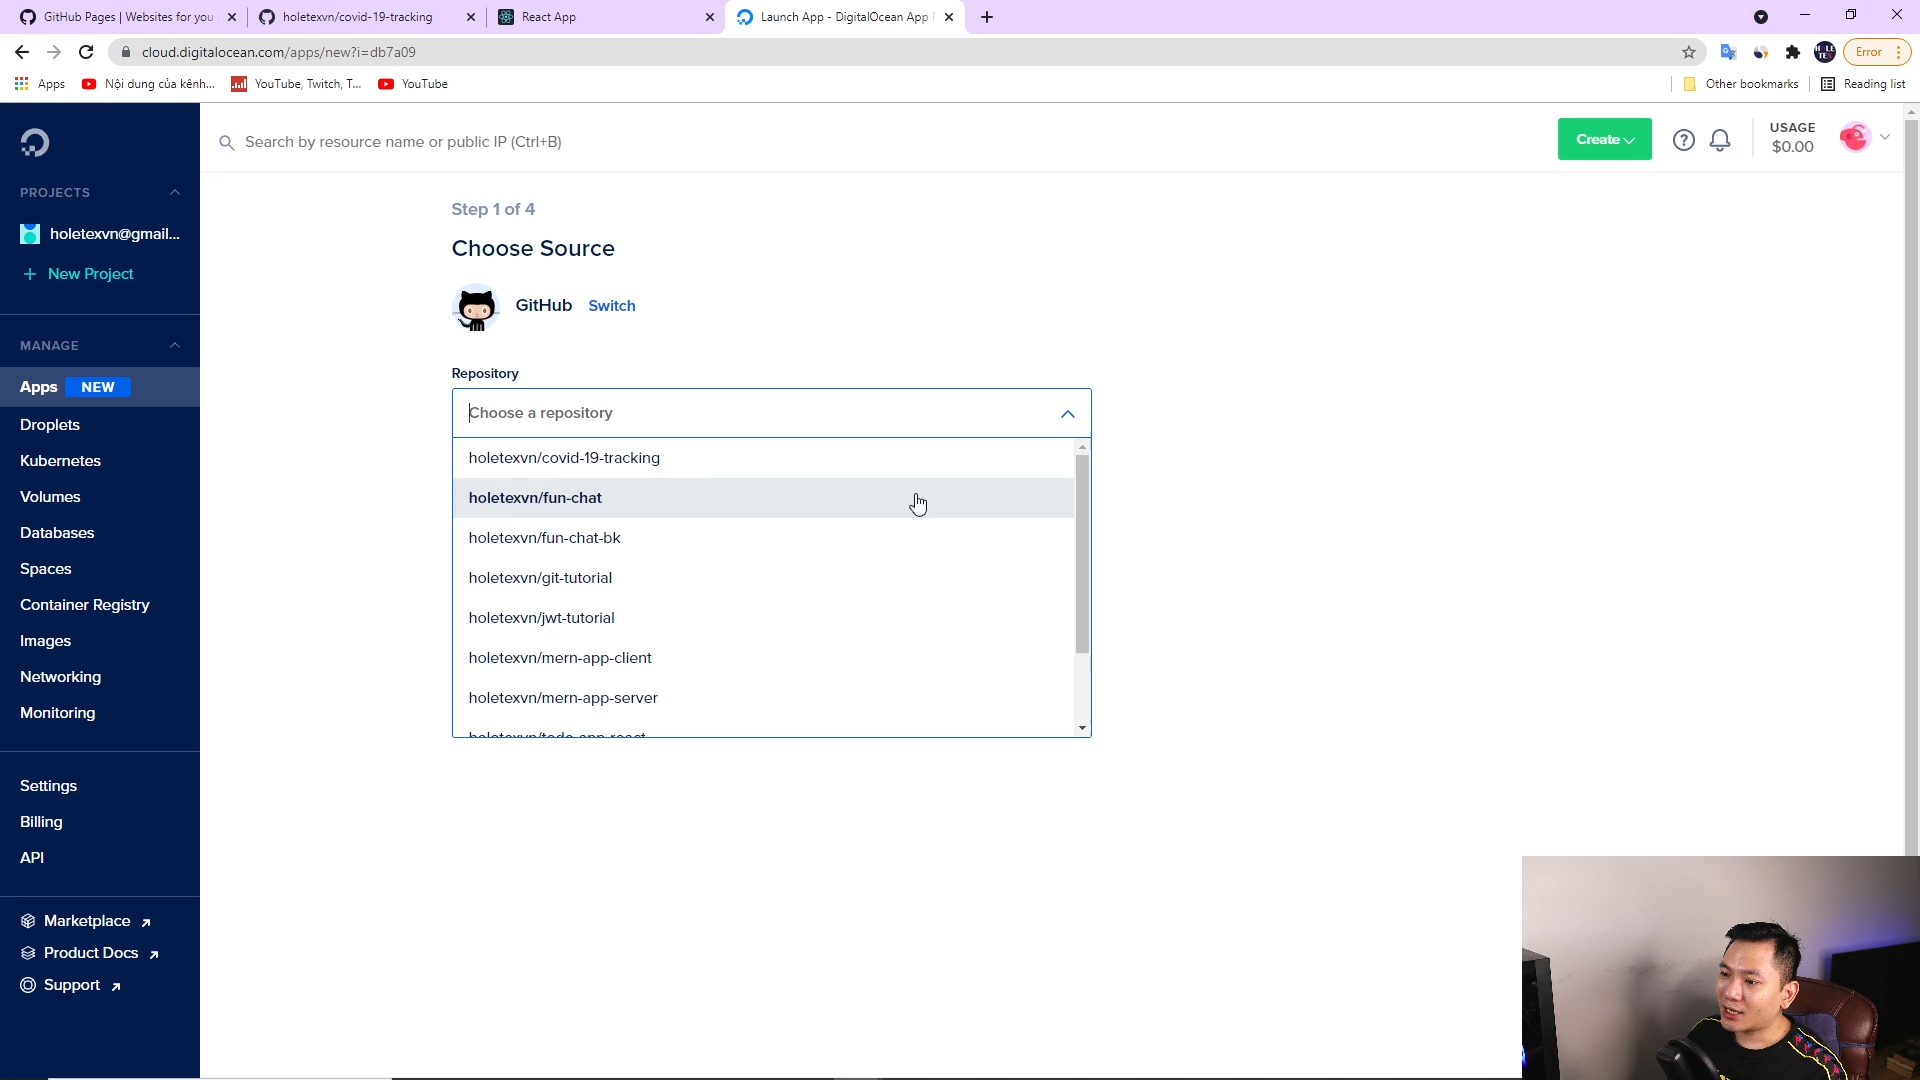 GitHub Pages | Websites for you
holetexvn/covid-19-tracking
React App
Launch App - DigitalOcean App
cloud.digitalocean.com/apps/new?i=db7a09
Error
Apps
Nội dung của kênh...
YouTube, Twitch, T...
YouTube
Other bookmarks
Reading list
Search by resource name or public IP (Ctrl+B)
Create
USAGE
$0.00
PROJECTS
holetexvn@gmail...
New Project
MANAGE
Apps NEW
Droplets
Kubernetes
Volumes
Databases
Spaces
Container Registry
Images
Networking
Monitoring
Settings
Billing
API
Marketplace
Product Docs
Support
Step 1 of 4
Choose Source
GitHub Switch
Repository
Choose a repository
holetexvn/covid-19-tracking
holetexvn/fun-chat
holetexvn/fun-chat-bk
holetexvn/git-tutorial
holetexvn/jwt-tutorial
holetexvn/mern-app-client
holetexvn/mern-app-server
holetexvn/todo-app-react